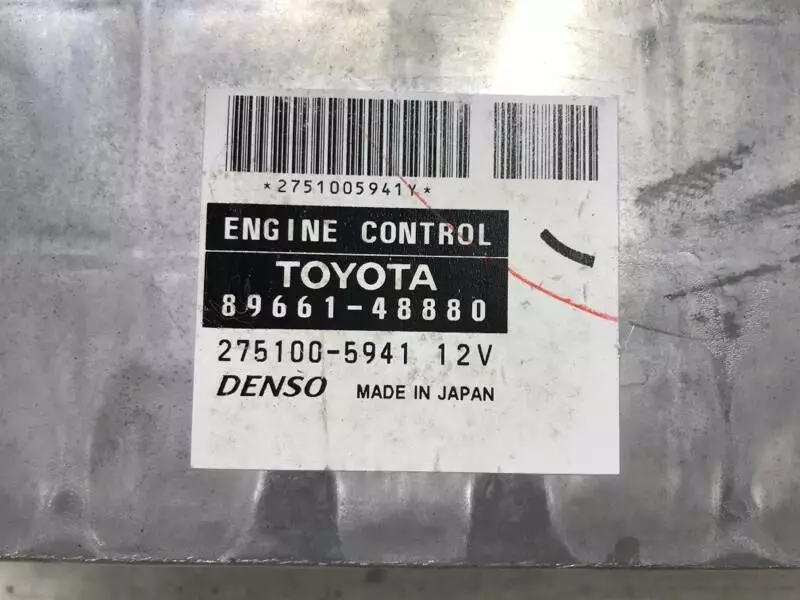 *2751005941Y*
ENGINE CONTROL
TOYOTA
89661-48880
275100-5941 12V
DENSO MADE IN JAPAN